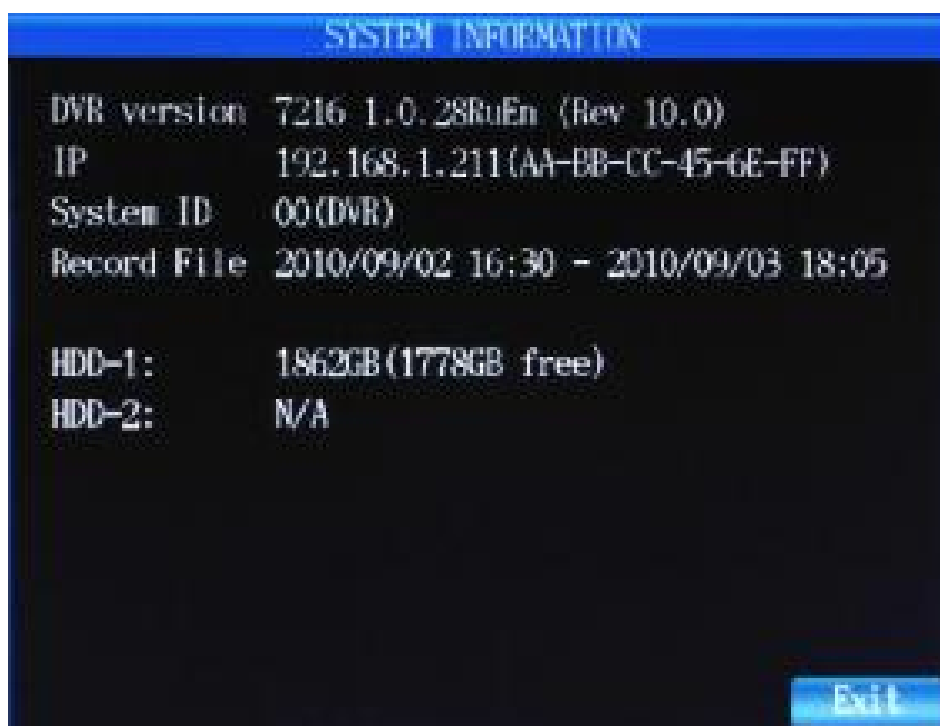 SYSTEM INFORMATION
DVR version 7216 1.0.28RuEn (Rev 10.0)
IP 192.168.1.211(AA-BB-CC-45-6E-FF)
System ID 00(DVR)
Record File 2010/09/02 16:30 - 2010/09/03 18:05
HDD-1: 1862GB(1778GB free)
HDD-2: N/A
Exit